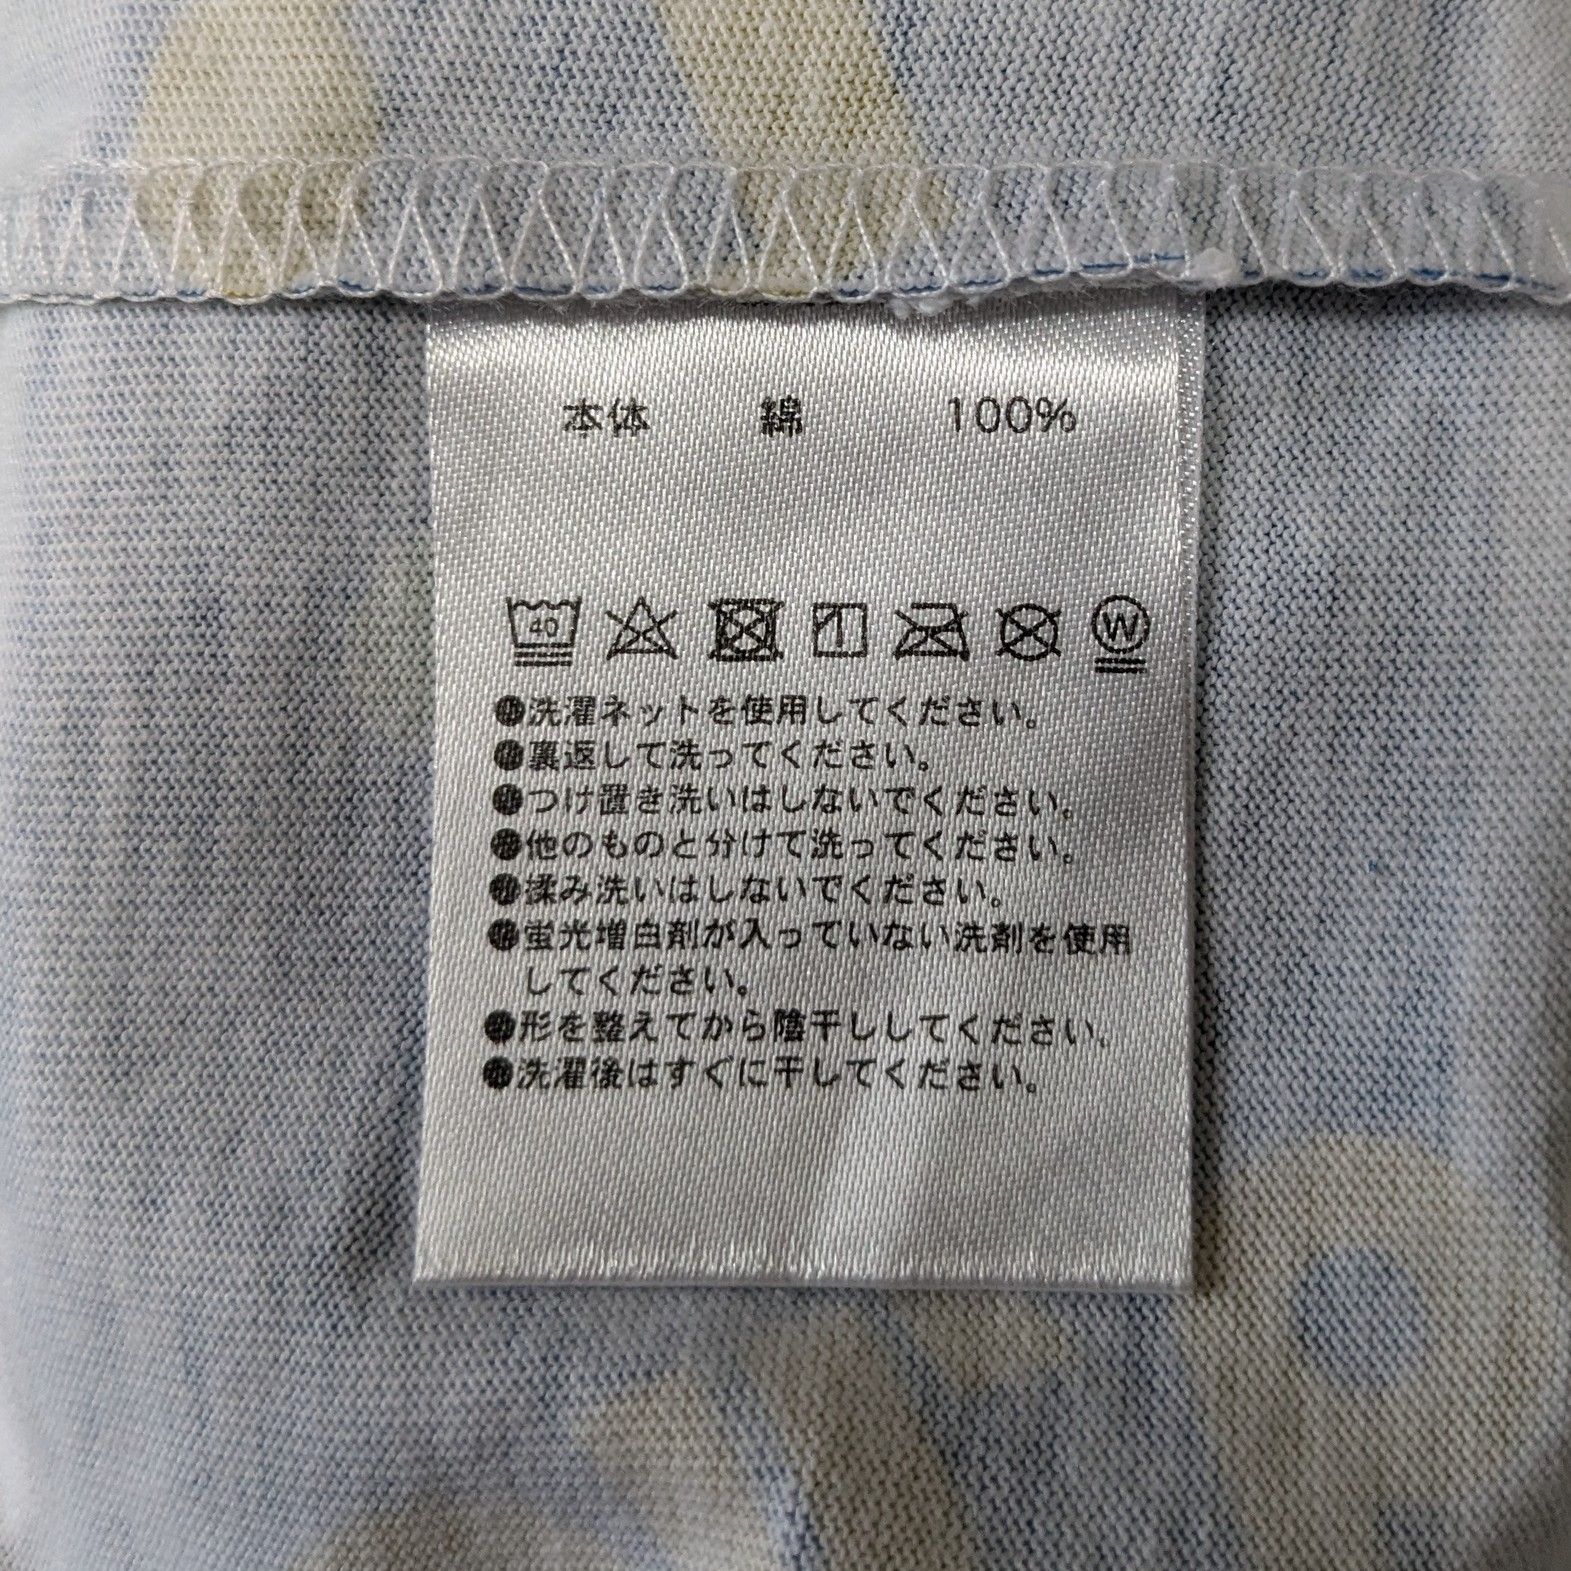 本体 綿 100%
40 W
●洗濯ネットを使用してください。
●裏返して洗ってください。
●つけ置き洗いはしないでください。
●他のものと分けて洗ってください。
●揉み洗いはしないでください。
●蛍光増白剤が入っていない洗剤を使用
してください。
●形を整えてから陰干ししてください。
●洗濯後はすぐに干してください。